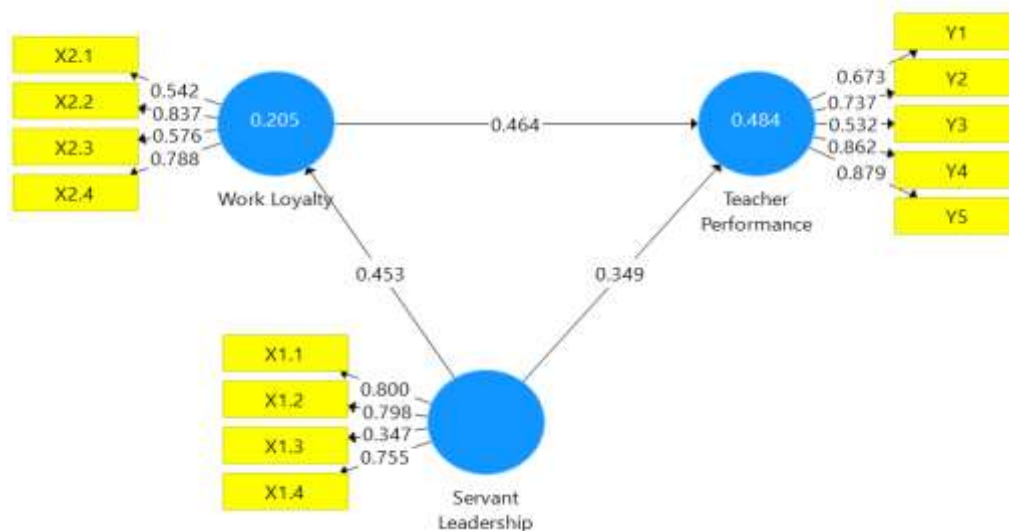 X2.1
X2.2
X2.3
X2.4
0.542
0.837
0.576
0.788
0.205
Work Loyalty
0.464
0.484
Teacher
Performance
0.673
0.737
0.532
0.862
0.879
Y1
Y2
Y3
Y4
Y5
0.453
0.349
X1.1
X1.2
X1.3
X1.4
0.800
0.798
0.347
0.755
Servant
Leadership